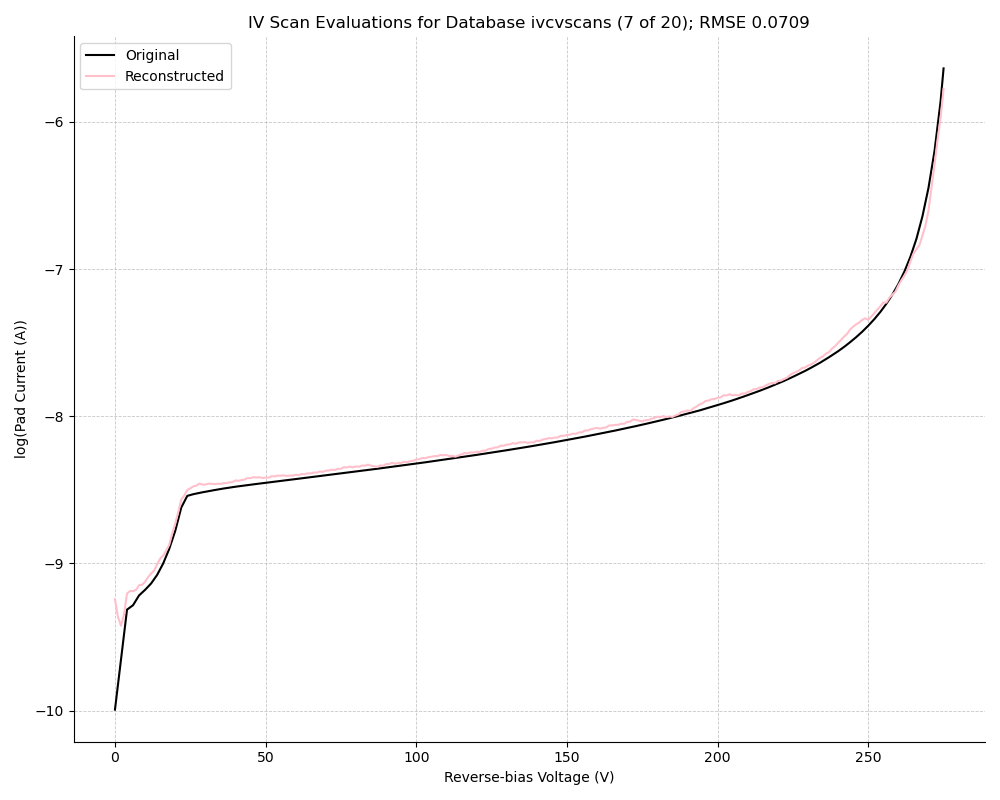 IV Scan Evaluations for Database ivcvscans (7 of 20); RMSE 0.0709
Original
Reconstructed
−6
−7
−8
−9
−10
log(Pad Current (A))
0
50
100
150
200
250
Reverse-bias Voltage (V)